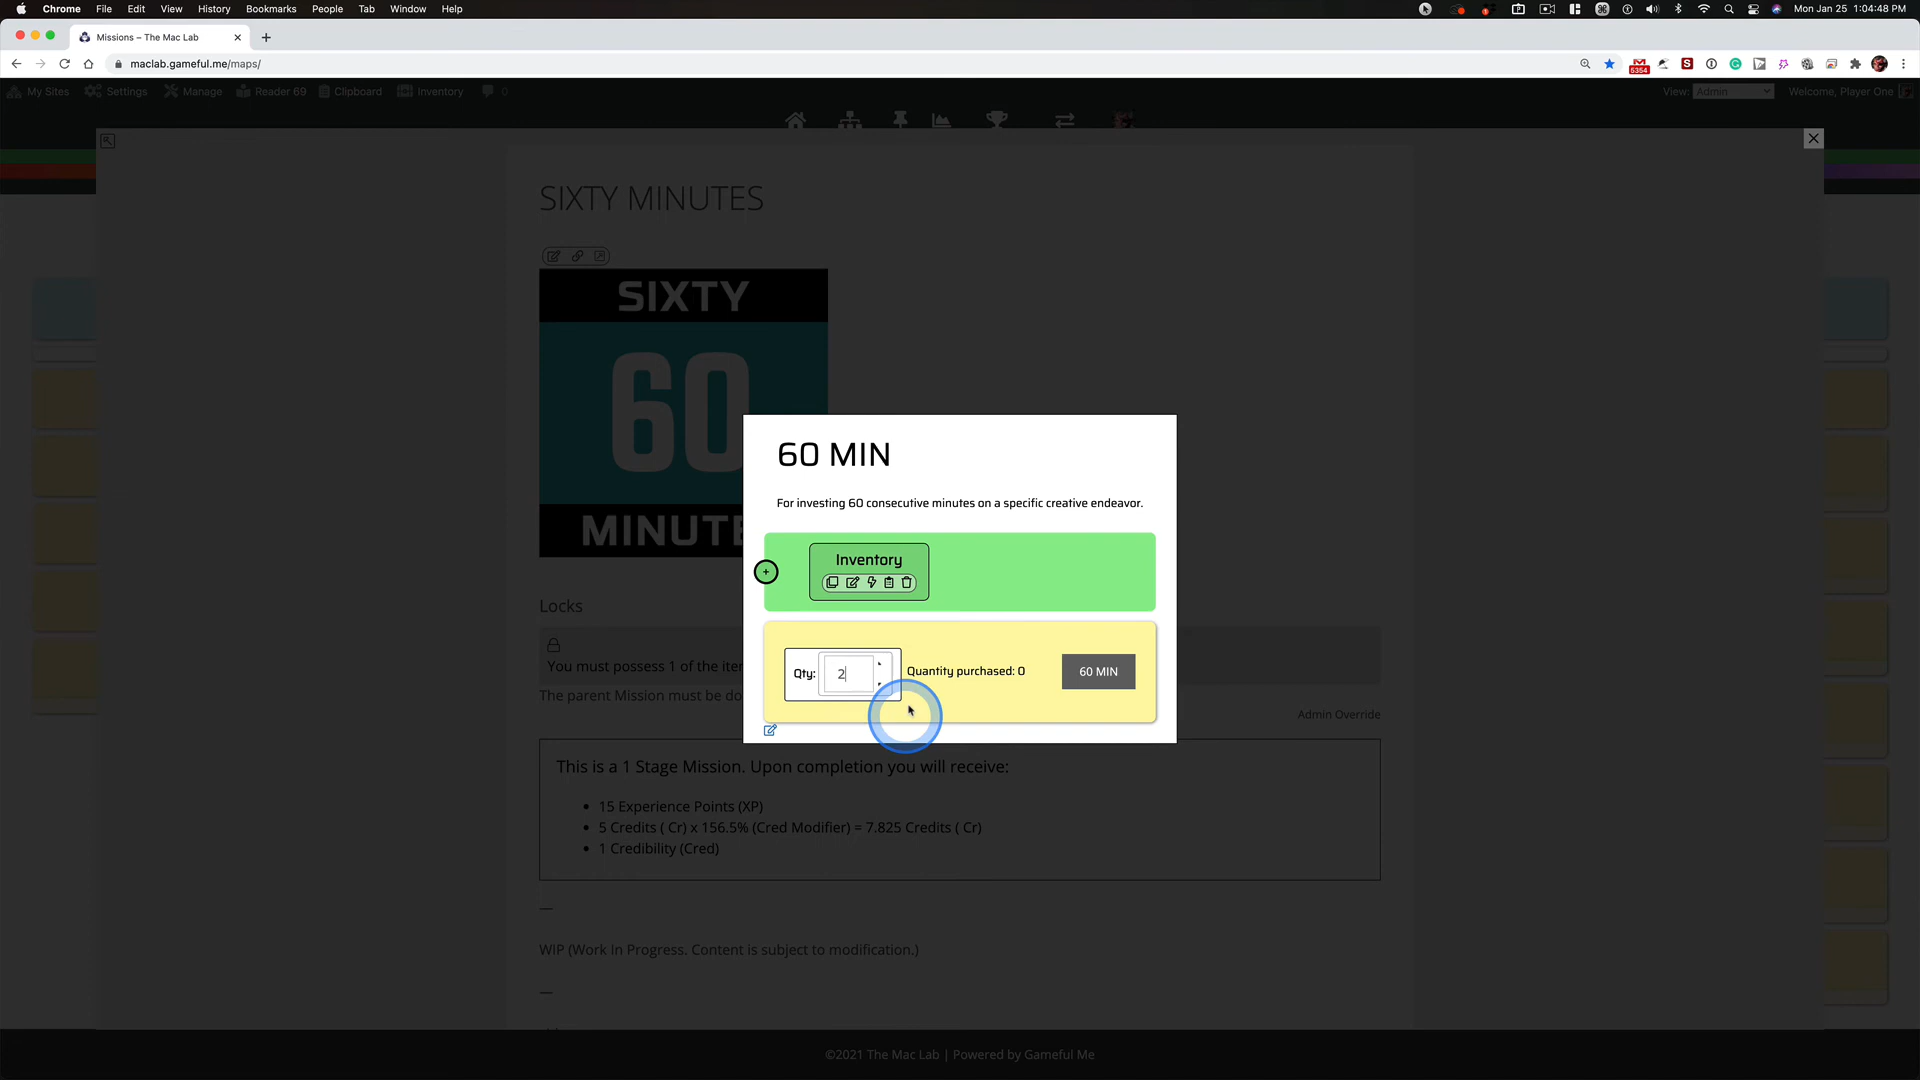 Chrome File Edit View History Bookmarks People Tab Window Help Mon Jan 25 1:04:48 PM
Missions – The Mac Lab
maclab.gameful.me/maps/
5354
My Sites Settings Manage Reader 69 Clipboard Inventory 0 View: Admin Welcome, Player One
SIXTY MINUTES
SIXTY
60
MINUTE
60 MIN
For investing 60 consecutive minutes on a specific creative endeavor.
Inventory
Qty: 2 Quantity purchased: 0 60 MIN
Locks
You must possess 1 of the iter
The parent Mission must be do
Admin Override
This is a 1 Stage Mission. Upon completion you will receive:
• 15 Experience Points (XP)
• 5 Credits ( Cr) x 156.5% (Cred Modifier) = 7.825 Credits ( Cr)
• 1 Credibility (Cred)
—
WIP (Work In Progress. Content is subject to modification.)
—
©2021 The Mac Lab | Powered by Gameful Me